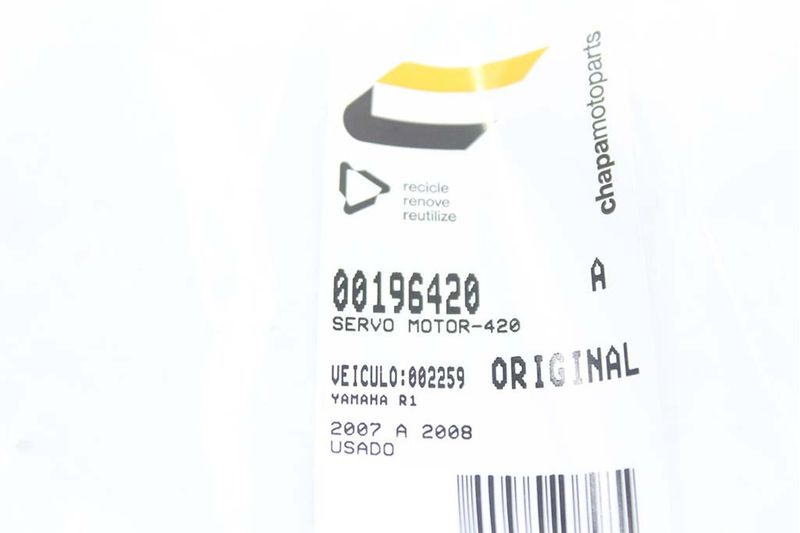 chapamotoparts
recicle
renove
reutilize
A
00196420
SERVO MOTOR-420
VEICULO:002259 ORIGINAL
YAMAHA R1
2007 A 2008
USADO